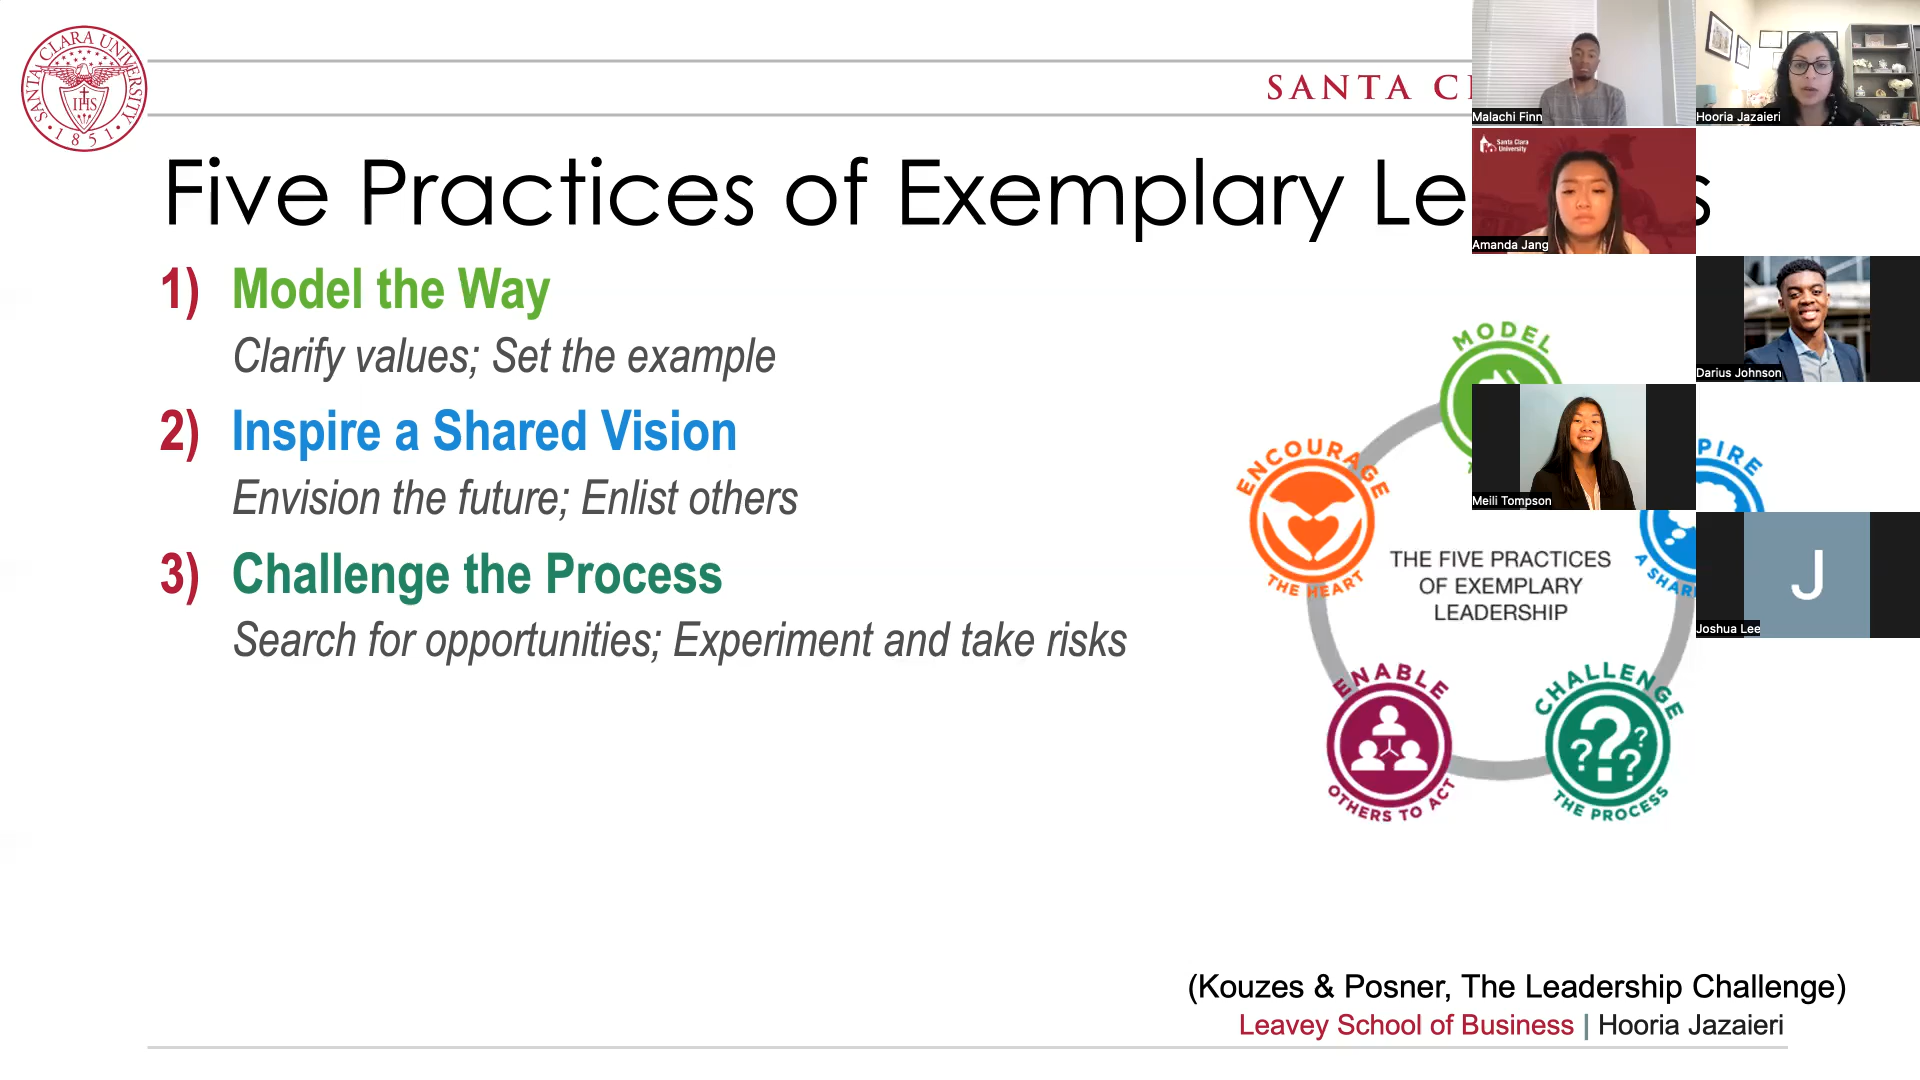 SANTA CLARA UNIVERSITY
IHS
1851
SANTA
Five Practices of Exemplary
1) Model the Way
Clarify values; Set the example
2) Inspire a Shared Vision
Envision the future; Enlist others
3) Challenge the Process
Search for opportunities; Experiment and take risks
MODEL
ENCOURAGE
THE HEART
THE FIVE PRACTICES
OF EXEMPLARY
LEADERSHIP
ENABLE
OTHERS TO ACT
CHALLENGE
THE PROCESS
Malachi Finn
Hooria Jazaieri
Santa Clara
University
Amanda Jang
Darius Johnson
Meili Tompson
J
Joshua Lee
(Kouzes & Posner, The Leadership Challenge)
Leavey School of Business | Hooria Jazaieri